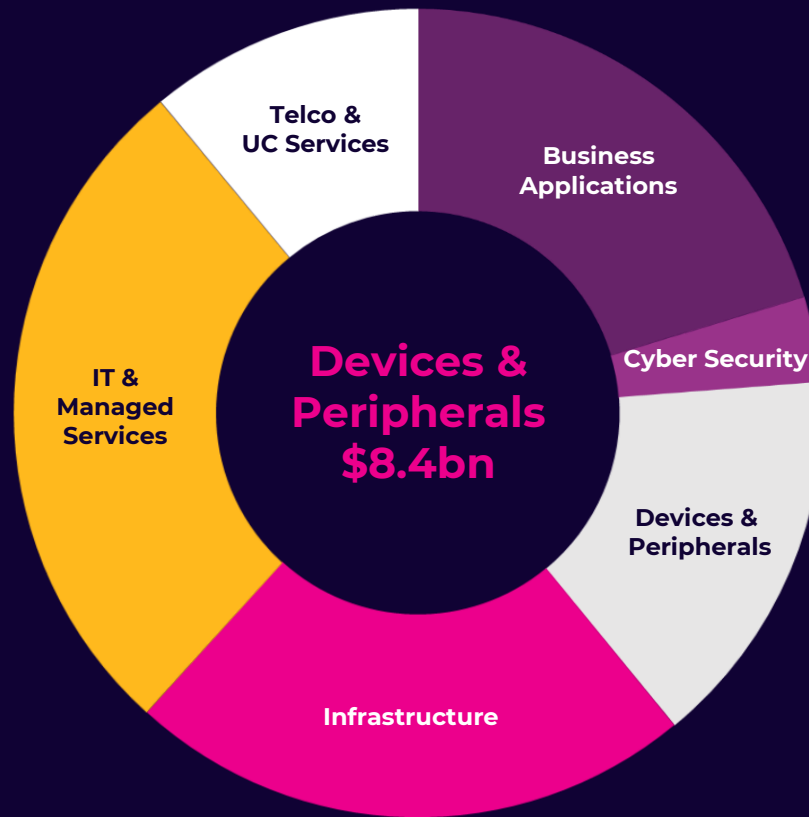 Telco &
UC Services
Business
Applications
Cyber Security
Devices &
Peripherals
$8.4bn
IT &
Managed
Services
Devices &
Peripherals
Infrastructure